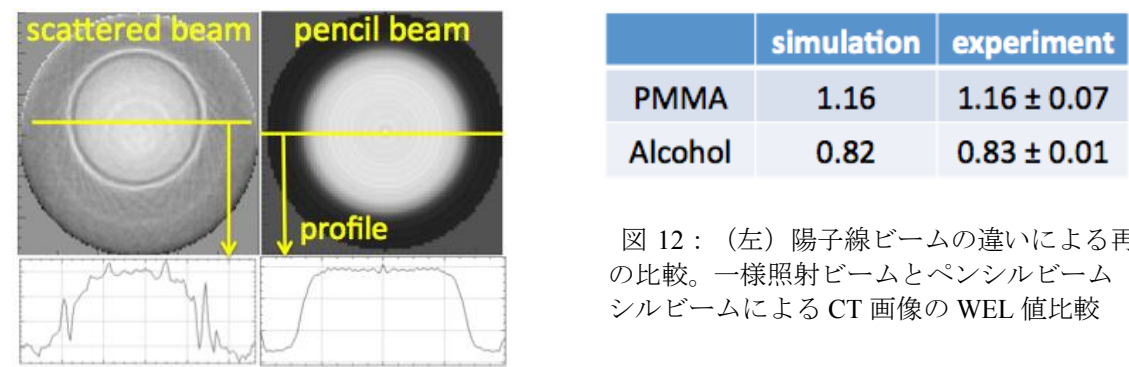 scattered beam
pencil beam
profile
simulation experiment
PMMA 1.16 1.16 ± 0.07
Alcohol 0.82 0.83 ± 0.01
図 12：（左）陽子線ビームの違いによる再
の比較。一様照射ビームとペンシルビーム
シルビームによる CT 画像の WEL 値比較